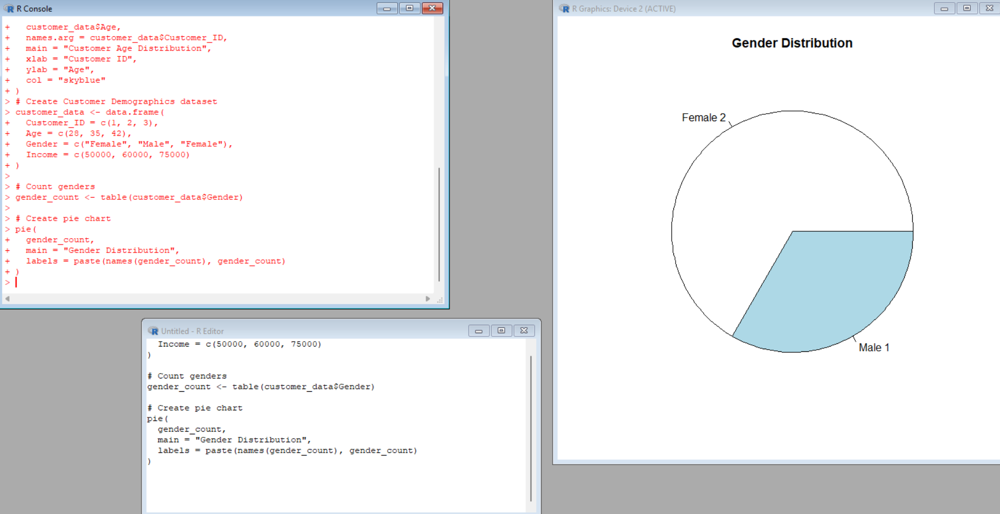 R Console
+   customer_data$Age,
+   names.arg = customer_data$Customer_ID,
+   main = "Customer Age Distribution",
+   xlab = "Customer ID",
+   ylab = "Age",
+   col = "skyblue"
+ )
> # Create Customer Demographics dataset
> customer_data <- data.frame(
+   Customer_ID = c(1, 2, 3),
+   Age = c(28, 35, 42),
+   Gender = c("Female", "Male", "Female"),
+   Income = c(50000, 60000, 75000)
+ )
>
> # Count genders
> gender_count <- table(customer_data$Gender)
>
> # Create pie chart
> pie(
+   gender_count,
+   main = "Gender Distribution",
+   labels = paste(names(gender_count), gender_count)
+ )
>
Untitled - R Editor
  Income = c(50000, 60000, 75000)
)
# Count genders
gender_count <- table(customer_data$Gender)
# Create pie chart
pie(
  gender_count,
  main = "Gender Distribution",
  labels = paste(names(gender_count), gender_count)
)
R Graphics: Device 2 (ACTIVE)
Gender Distribution
Female 2
Male 1